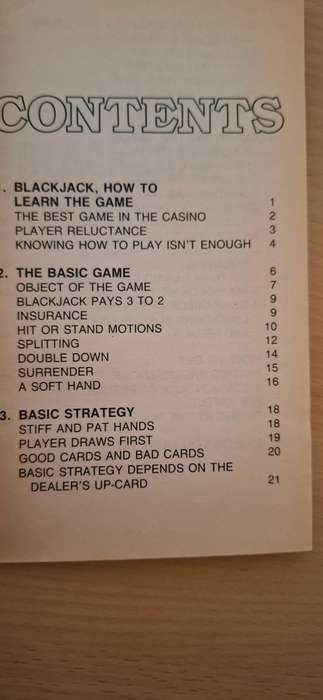 CONTENTS
. BLACKJACK, HOW TO
LEARN THE GAME 1
THE BEST GAME IN THE CASINO 2
PLAYER RELUCTANCE 3
KNOWING HOW TO PLAY ISN'T ENOUGH 4
2. THE BASIC GAME 6
OBJECT OF THE GAME 7
BLACKJACK PAYS 3 TO 2 9
INSURANCE 9
HIT OR STAND MOTIONS 10
SPLITTING 12
DOUBLE DOWN 14
SURRENDER 15
A SOFT HAND 16
3. BASIC STRATEGY 18
STIFF AND PAT HANDS 18
PLAYER DRAWS FIRST 19
GOOD CARDS AND BAD CARDS 20
BASIC STRATEGY DEPENDS ON THE
DEALER'S UP-CARD 21